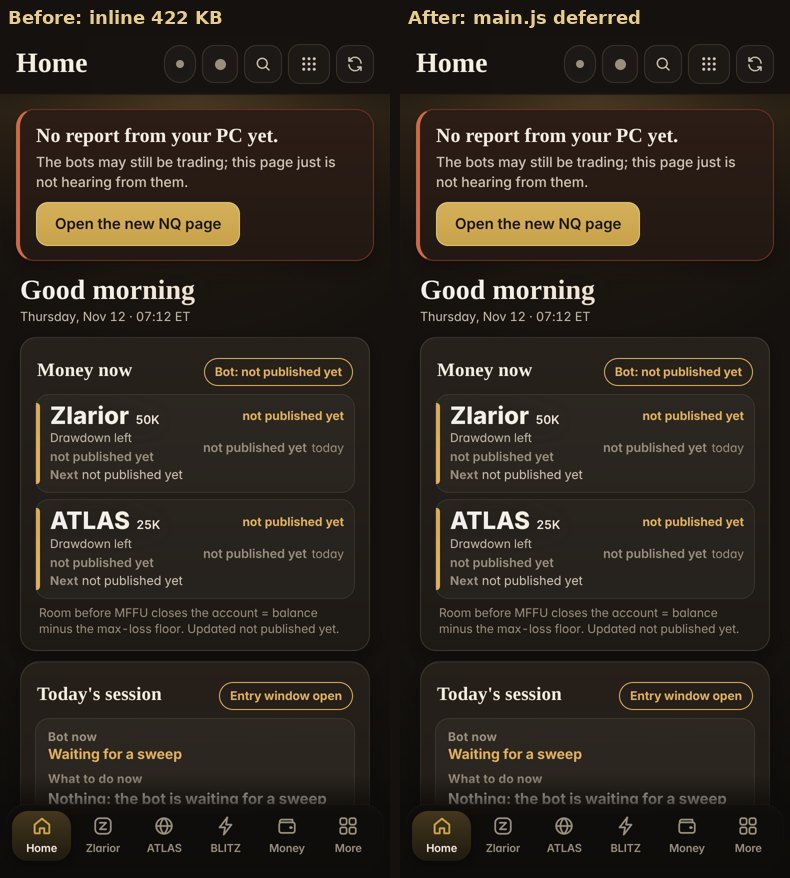 Before: inline 422 KB
Home
No report from your PC yet.
The bots may still be trading; this page just is
not hearing from them.
Open the new NQ page
Good morning
Thursday, Nov 12 · 07:12 ET
Money now
Bot: not published yet
Zlarior 50K
not published yet
Drawdown left
not published yet
not published yet today
Next not published yet
ATLAS 25K
not published yet
Drawdown left
not published yet
not published yet today
Next not published yet
Room before MFFU closes the account = balance
minus the max-loss floor. Updated not published yet.
Today's session
Entry window open
Bot now
Waiting for a sweep
What to do now
Nothing: the bot is waiting for a sweep
Home
Zlarior
ATLAS
BLITZ
Money
More
After: main.js deferred
Home
No report from your PC yet.
The bots may still be trading; this page just is
not hearing from them.
Open the new NQ page
Good morning
Thursday, Nov 12 · 07:12 ET
Money now
Bot: not published yet
Zlarior 50K
not published yet
Drawdown left
not published yet
not published yet today
Next not published yet
ATLAS 25K
not published yet
Drawdown left
not published yet
not published yet today
Next not published yet
Room before MFFU closes the account = balance
minus the max-loss floor. Updated not published yet.
Today's session
Entry window open
Bot now
Waiting for a sweep
What to do now
Nothing: the bot is waiting for a sweep
Home
Zlarior
ATLAS
BLITZ
Money
More